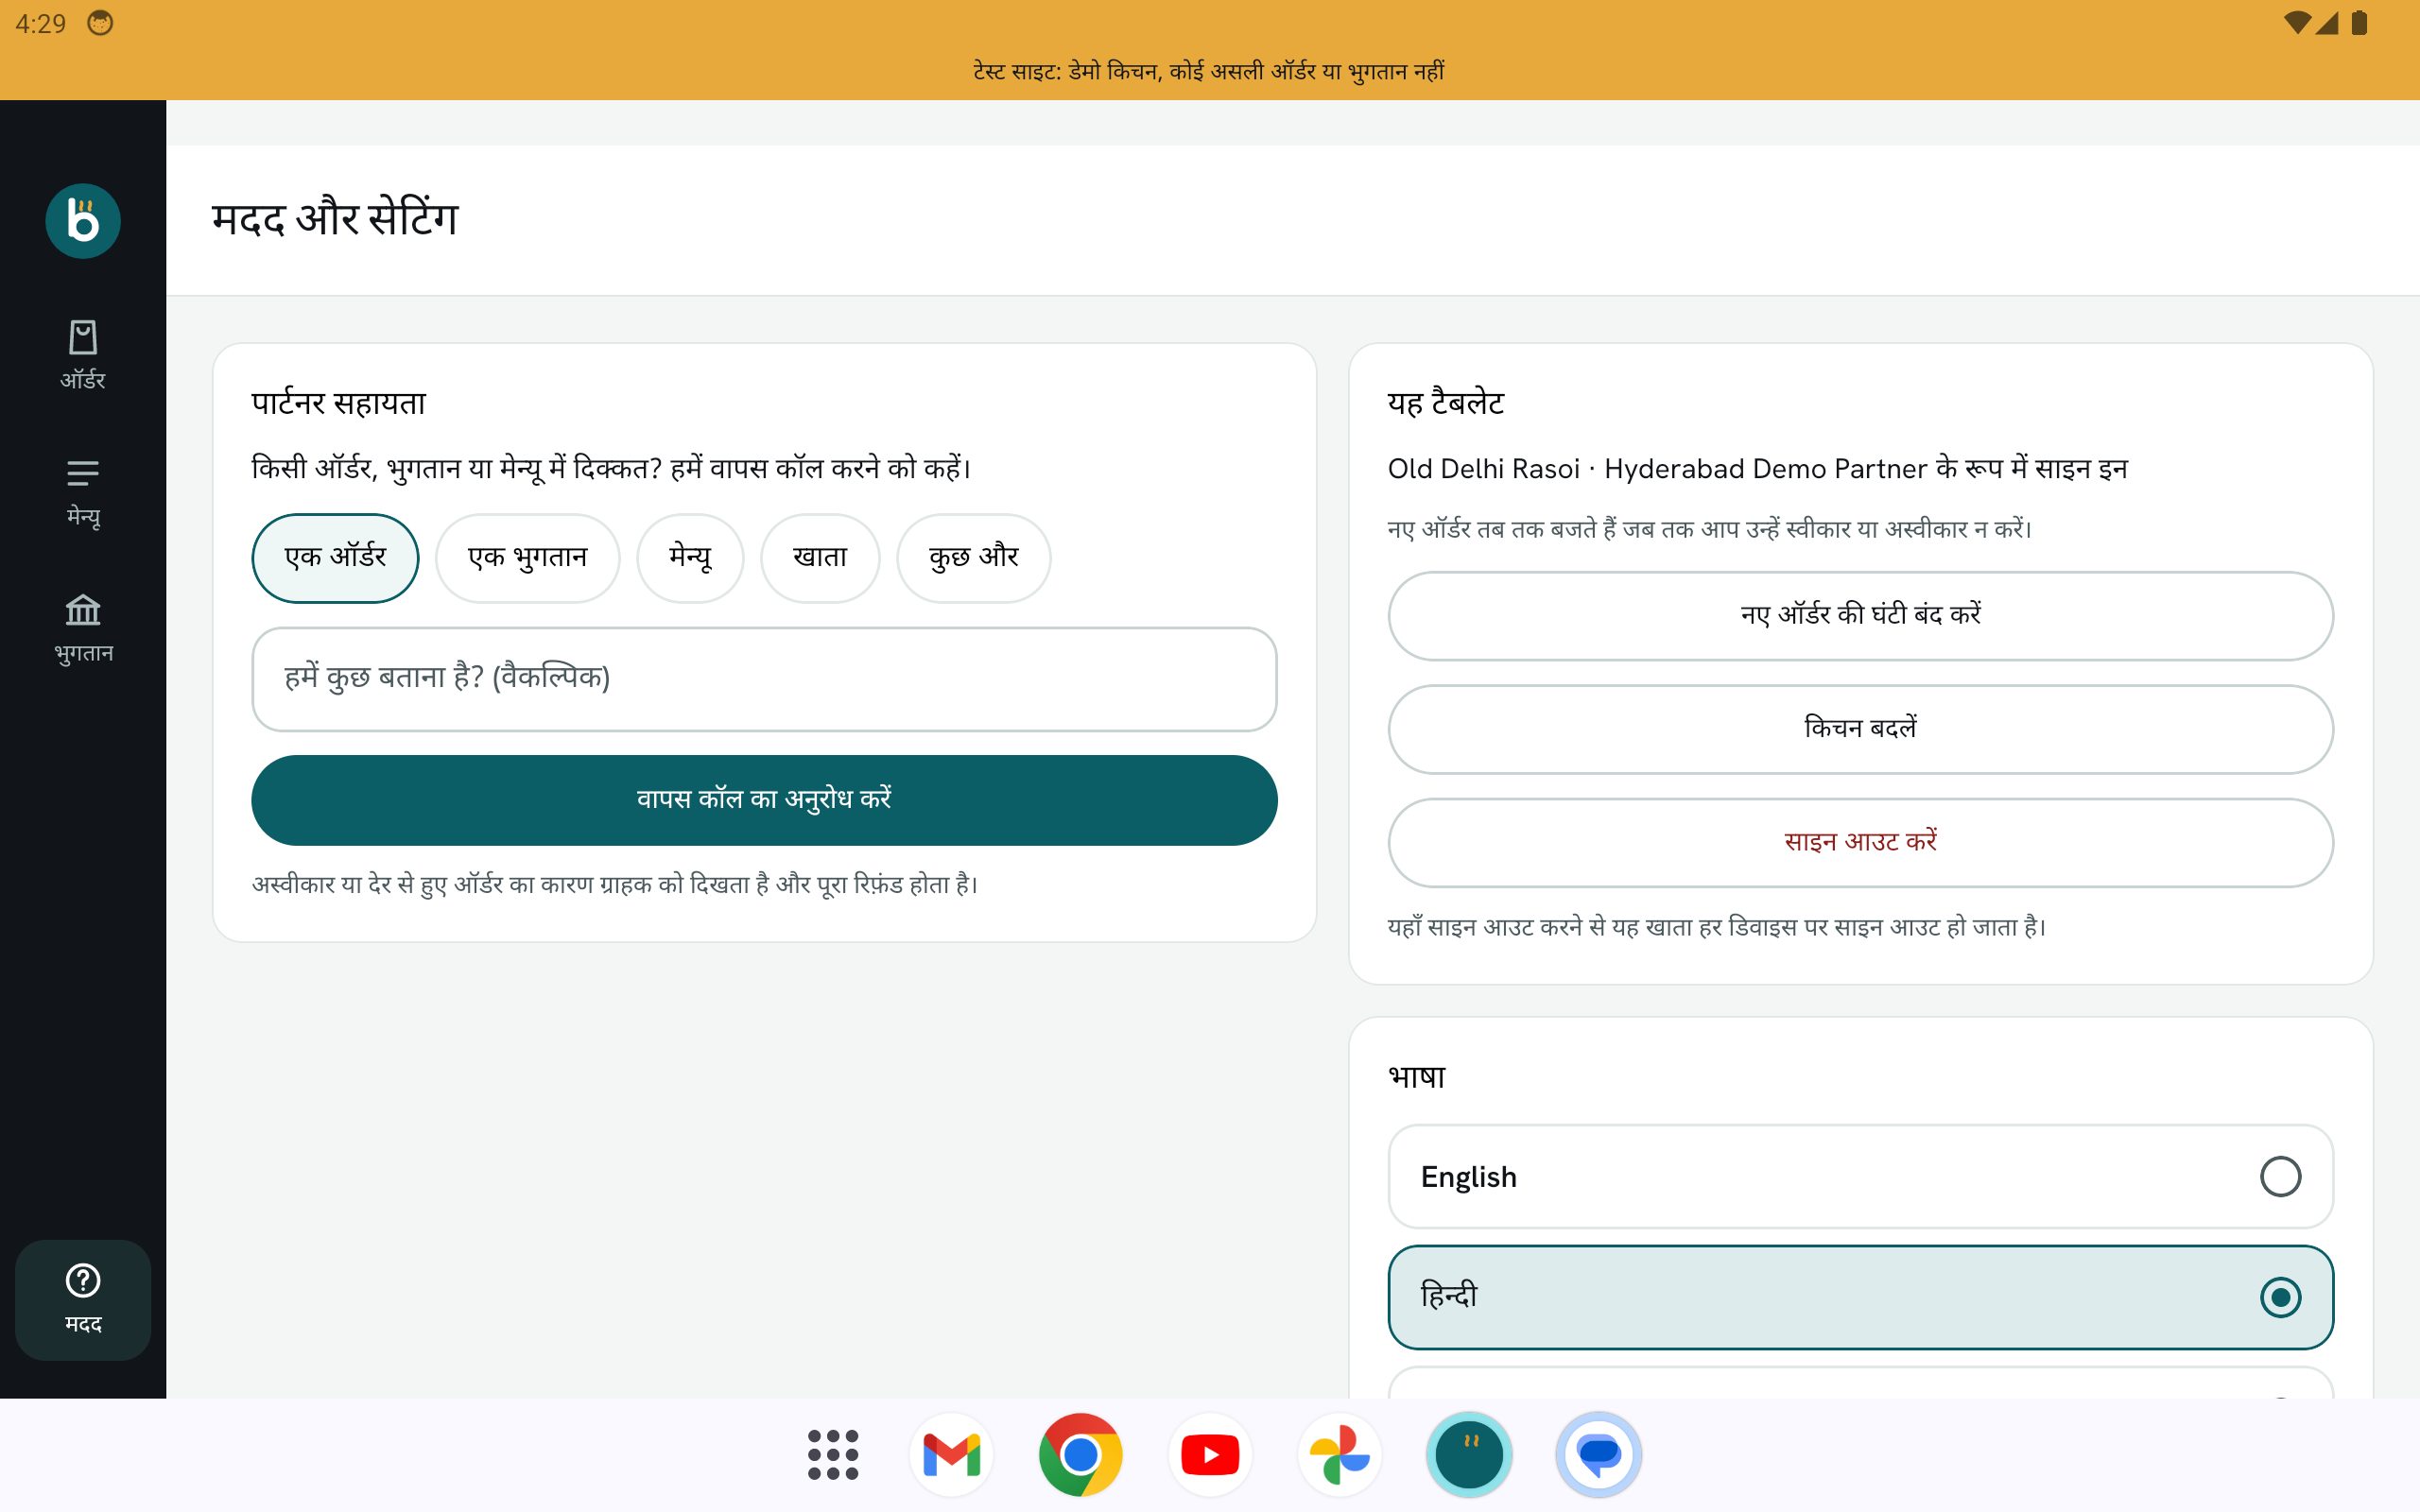 4:29
टेस्ट साइट: डेमो किचन, कोई असली ऑर्डर या भुगतान नहीं
b
ऑर्डर
मेन्यू
भुगतान
मदद
मदद और सेटिंग
पार्टनर सहायता
किसी ऑर्डर, भुगतान या मेन्यू में दिक्कत? हमें वापस कॉल करने को कहें।
एक ऑर्डर
एक भुगतान
मेन्यू
खाता
कुछ और
हमें कुछ बताना है? (वैकल्पिक)
वापस कॉल का अनुरोध करें
अस्वीकार या देर से हुए ऑर्डर का कारण ग्राहक को दिखता है और पूरा रिफ़ंड होता है।
यह टैबलेट
Old Delhi Rasoi · Hyderabad Demo Partner के रूप में साइन इन
नए ऑर्डर तब तक बजते हैं जब तक आप उन्हें स्वीकार या अस्वीकार न करें।
नए ऑर्डर की घंटी बंद करें
किचन बदलें
साइन आउट करें
यहाँ साइन आउट करने से यह खाता हर डिवाइस पर साइन आउट हो जाता है।
भाषा
English
हिन्दी